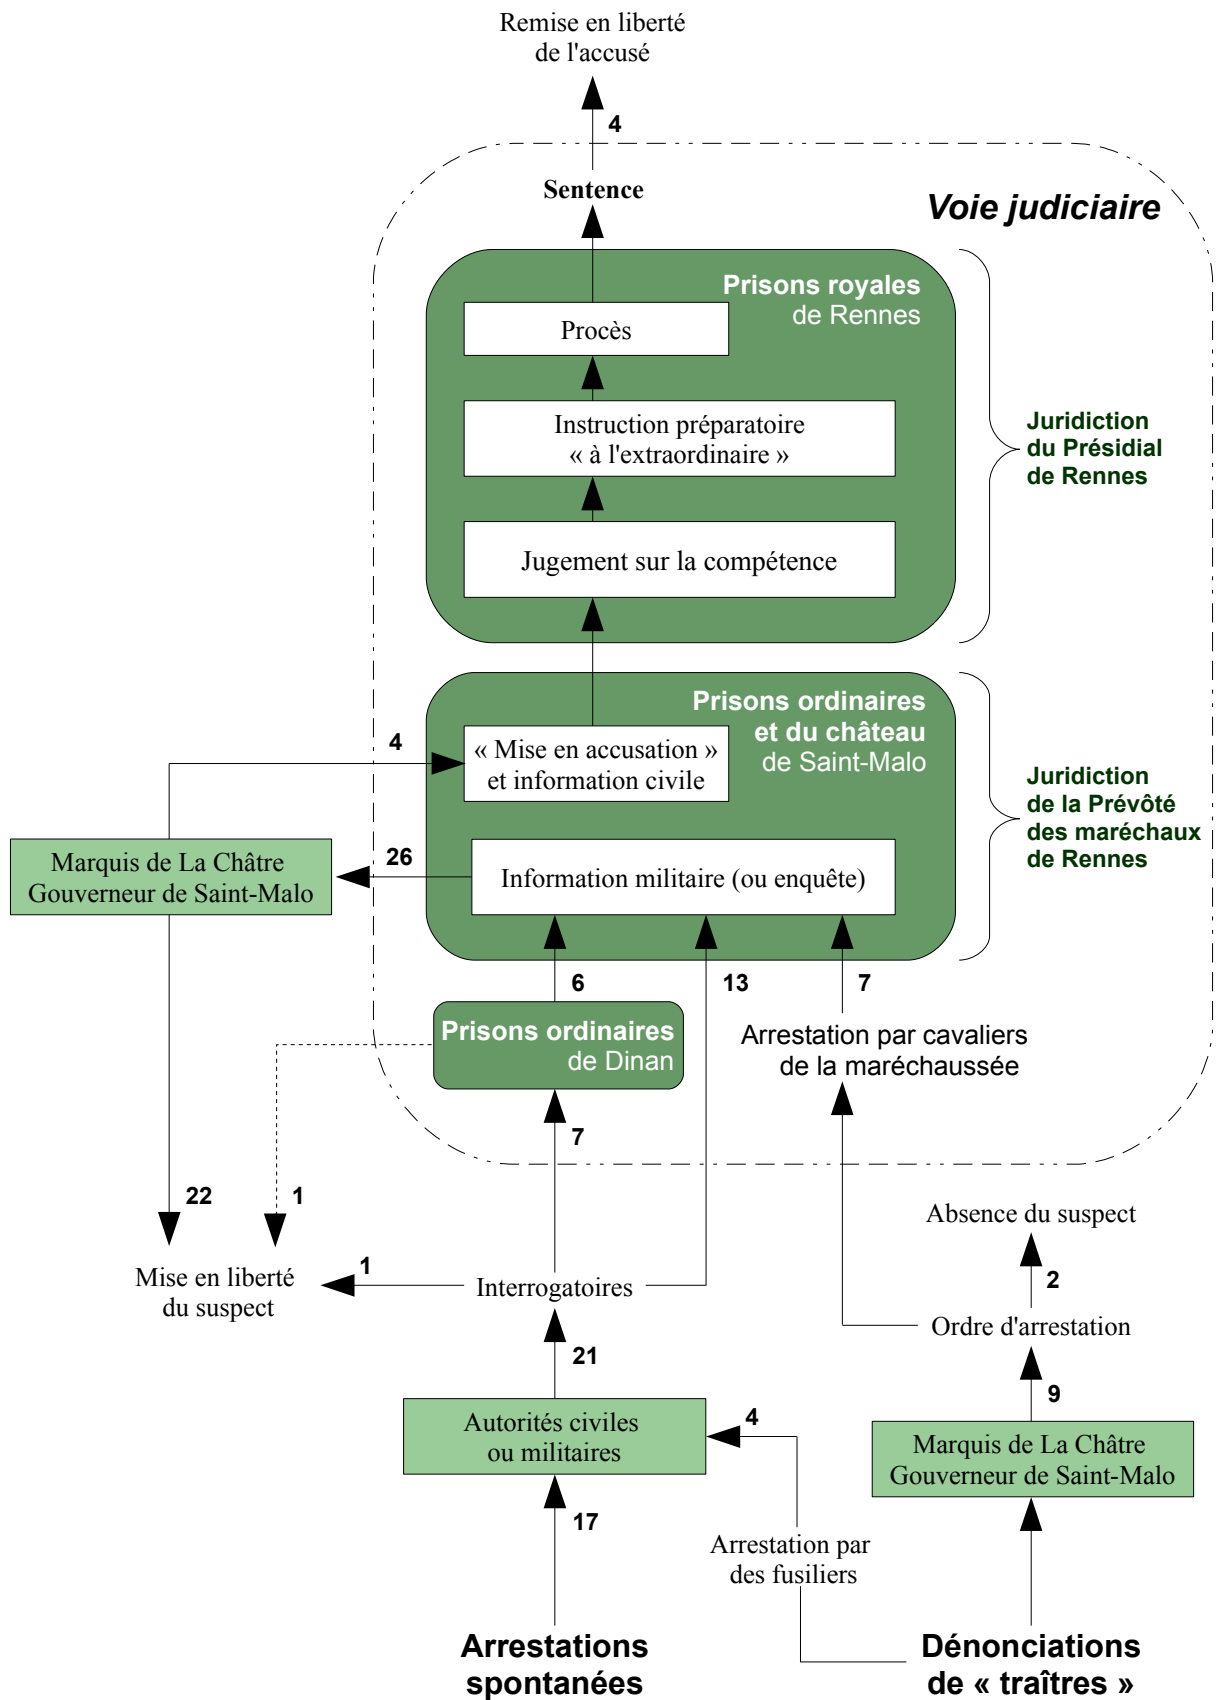 Remise en liberté
de l'accusé
4
Sentence
Voie judiciaire
Prisons royales
de Rennes
Procès
Instruction préparatoire
« à l'extraordinaire »
Juridiction
du Présidial
de Rennes
Jugement sur la compétence
Prisons ordinaires
et du château
de Saint-Malo
4
« Mise en accusation »
et information civile
Juridiction
de la Prévôté
des maréchaux
de Rennes
Marquis de La Châtre
Gouverneur de Saint-Malo
26
Information militaire (ou enquête)
6
13
7
Prisons ordinaires
de Dinan
Arrestation par cavaliers
de la maréchaussée
7
22
1
Absence du suspect
Mise en liberté
du suspect
1
Interrogatoires
2
Ordre d'arrestation
21
9
Autorités civiles
ou militaires
4
Marquis de La Châtre
Gouverneur de Saint-Malo
17
Arrestation par
des fusiliers
Arrestations
spontanées
Dénonciations
de « traîtres »